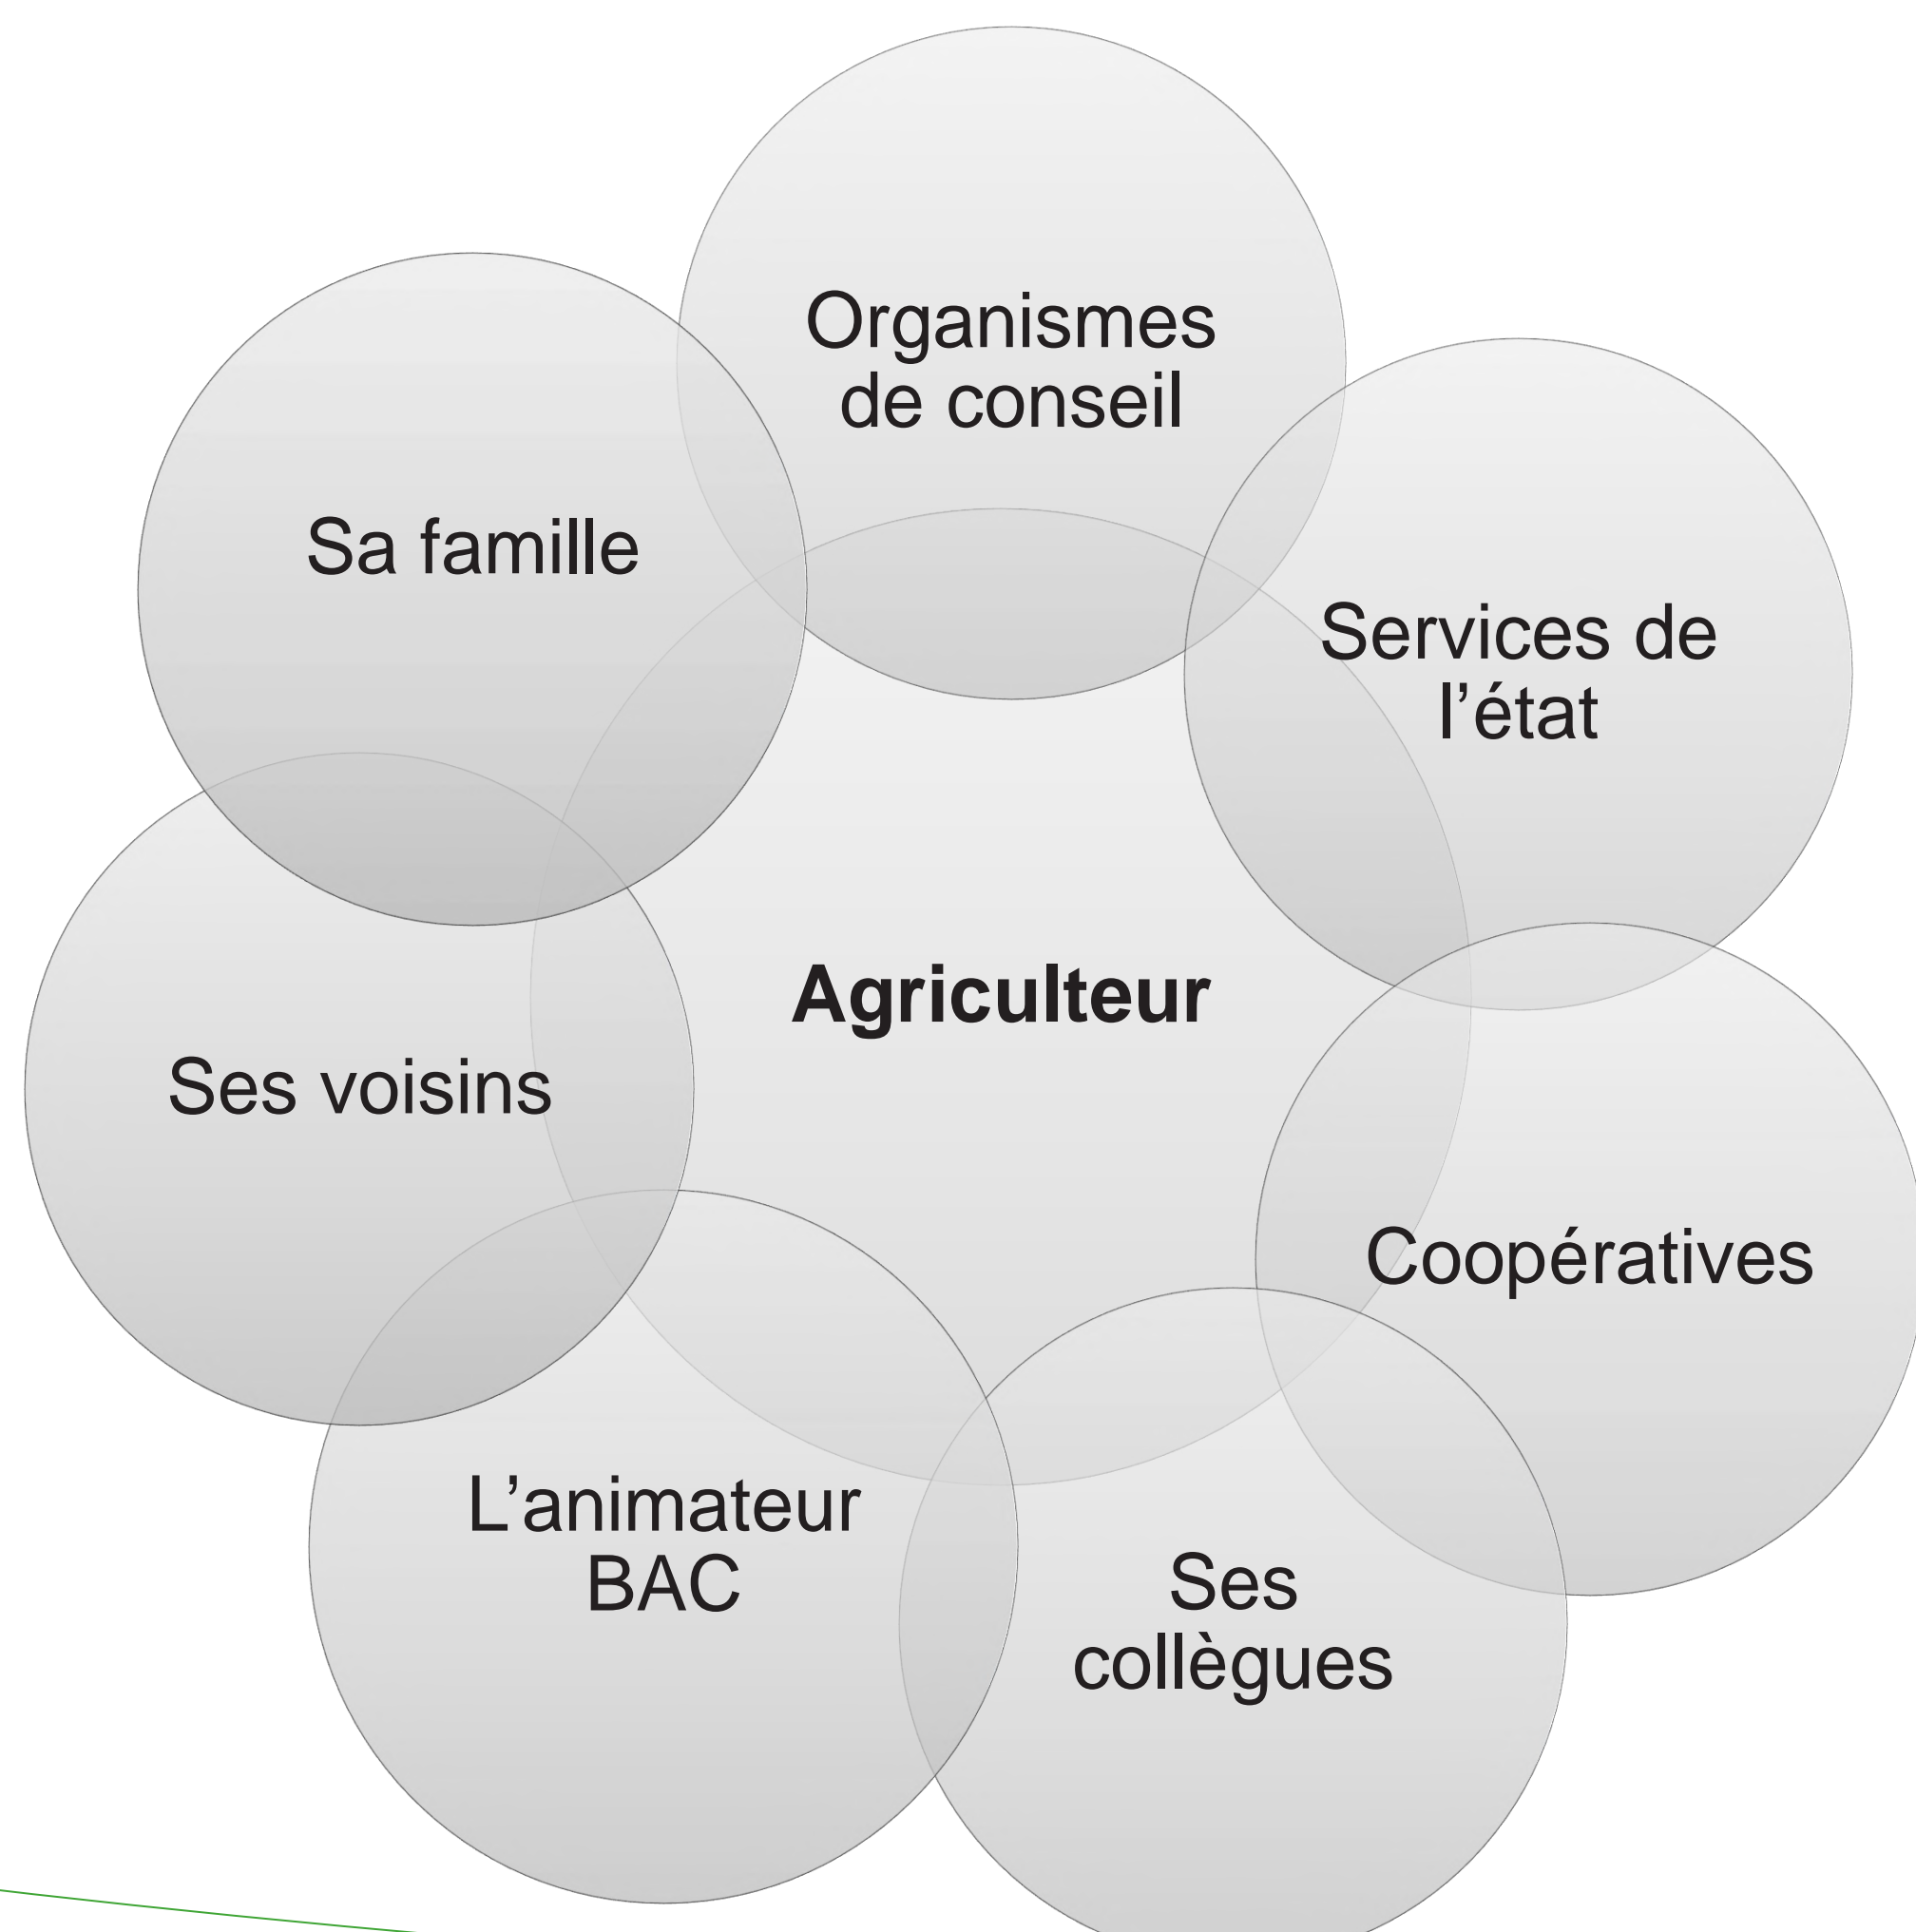 Organismes
de conseil
Sa famille
Services de
l’état
Agriculteur
Ses voisins
Coopératives
L’animateur
BAC
Ses
collègues